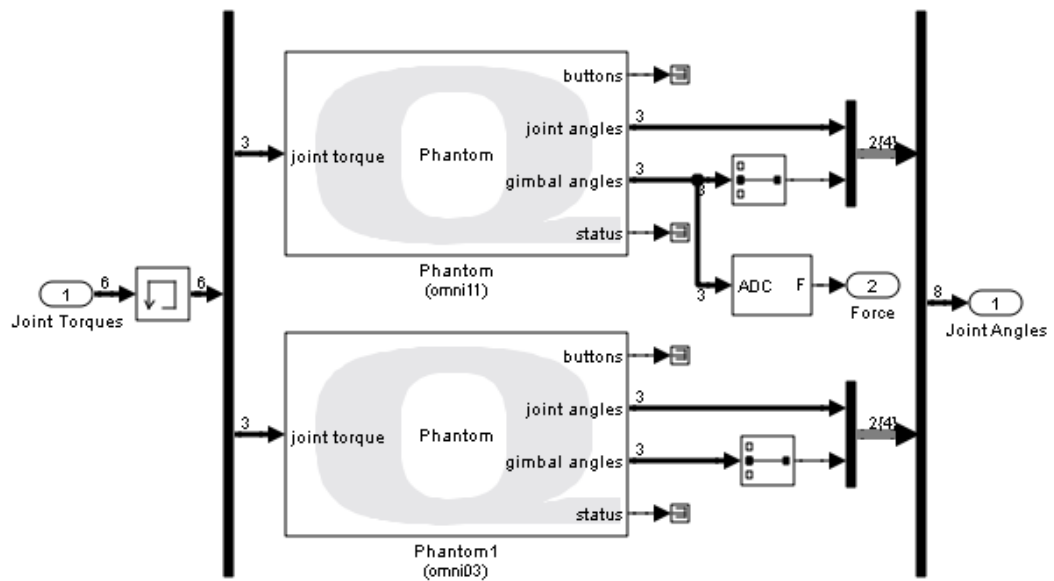 buttons
3
joint angles
2{4}
3
joint torque
Phantom
3
gimbal angles
3
status
Phantom
(omni11)
6
1
6
Joint Torques
3
ADC
F
2
Force
8
1
Joint Angles
buttons
3
joint angles
2{4}
3
joint torque
Phantom
3
gimbal angles
status
Phantom1
(omni03)